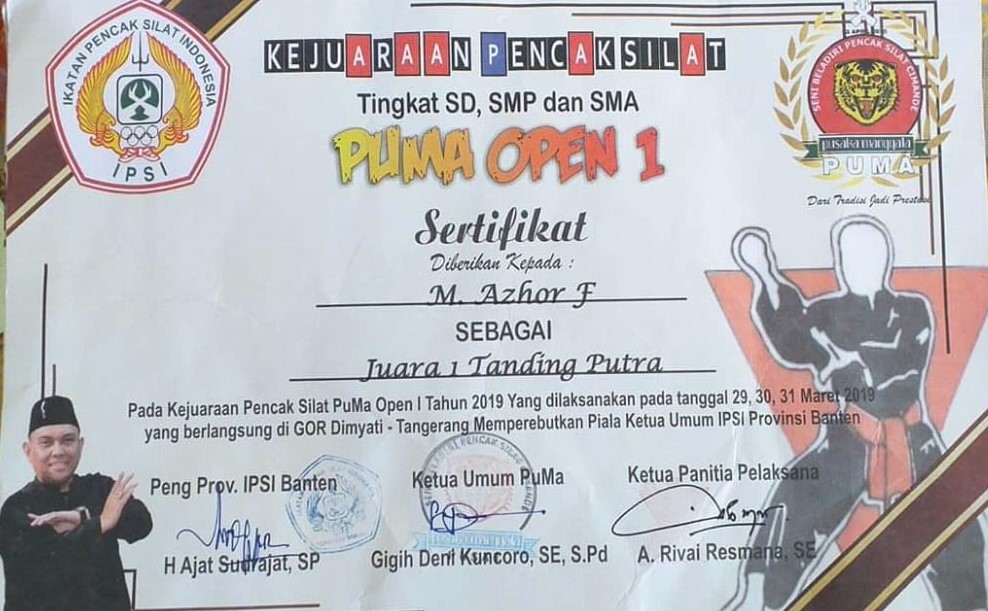 IKATAN PENCAK SILAT INDONESIA
IPSI
KEJUARAAN PENCAKSILAT
Tingkat SD, SMP dan SMA
PUMA OPEN 1
SENI BELADIRI PENCAK SILAT CIMANDE
pusaka manggala
PUMA
Dari Tradisi Jadi Prestasi
Sertifikat
Diberikan Kepada :
M. Azhor F
SEBAGAI
Juara 1 Tanding Putra
Pada Kejuaraan Pencak Silat PuMa Open I Tahun 2019 Yang dilaksanakan pada tanggal 29, 30, 31 Maret 2019
yang berlangsung di GOR Dimyati - Tangerang Memperebutkan Piala Ketua Umum IPSI Provinsi Banten
Peng Prov. IPSI Banten
Ketua Umum PuMa
Ketua Panitia Pelaksana
H Ajat Sudrajat, SP
Gigih Deni Kuncoro, SE, S.Pd
A. Rivai Resmana, SE